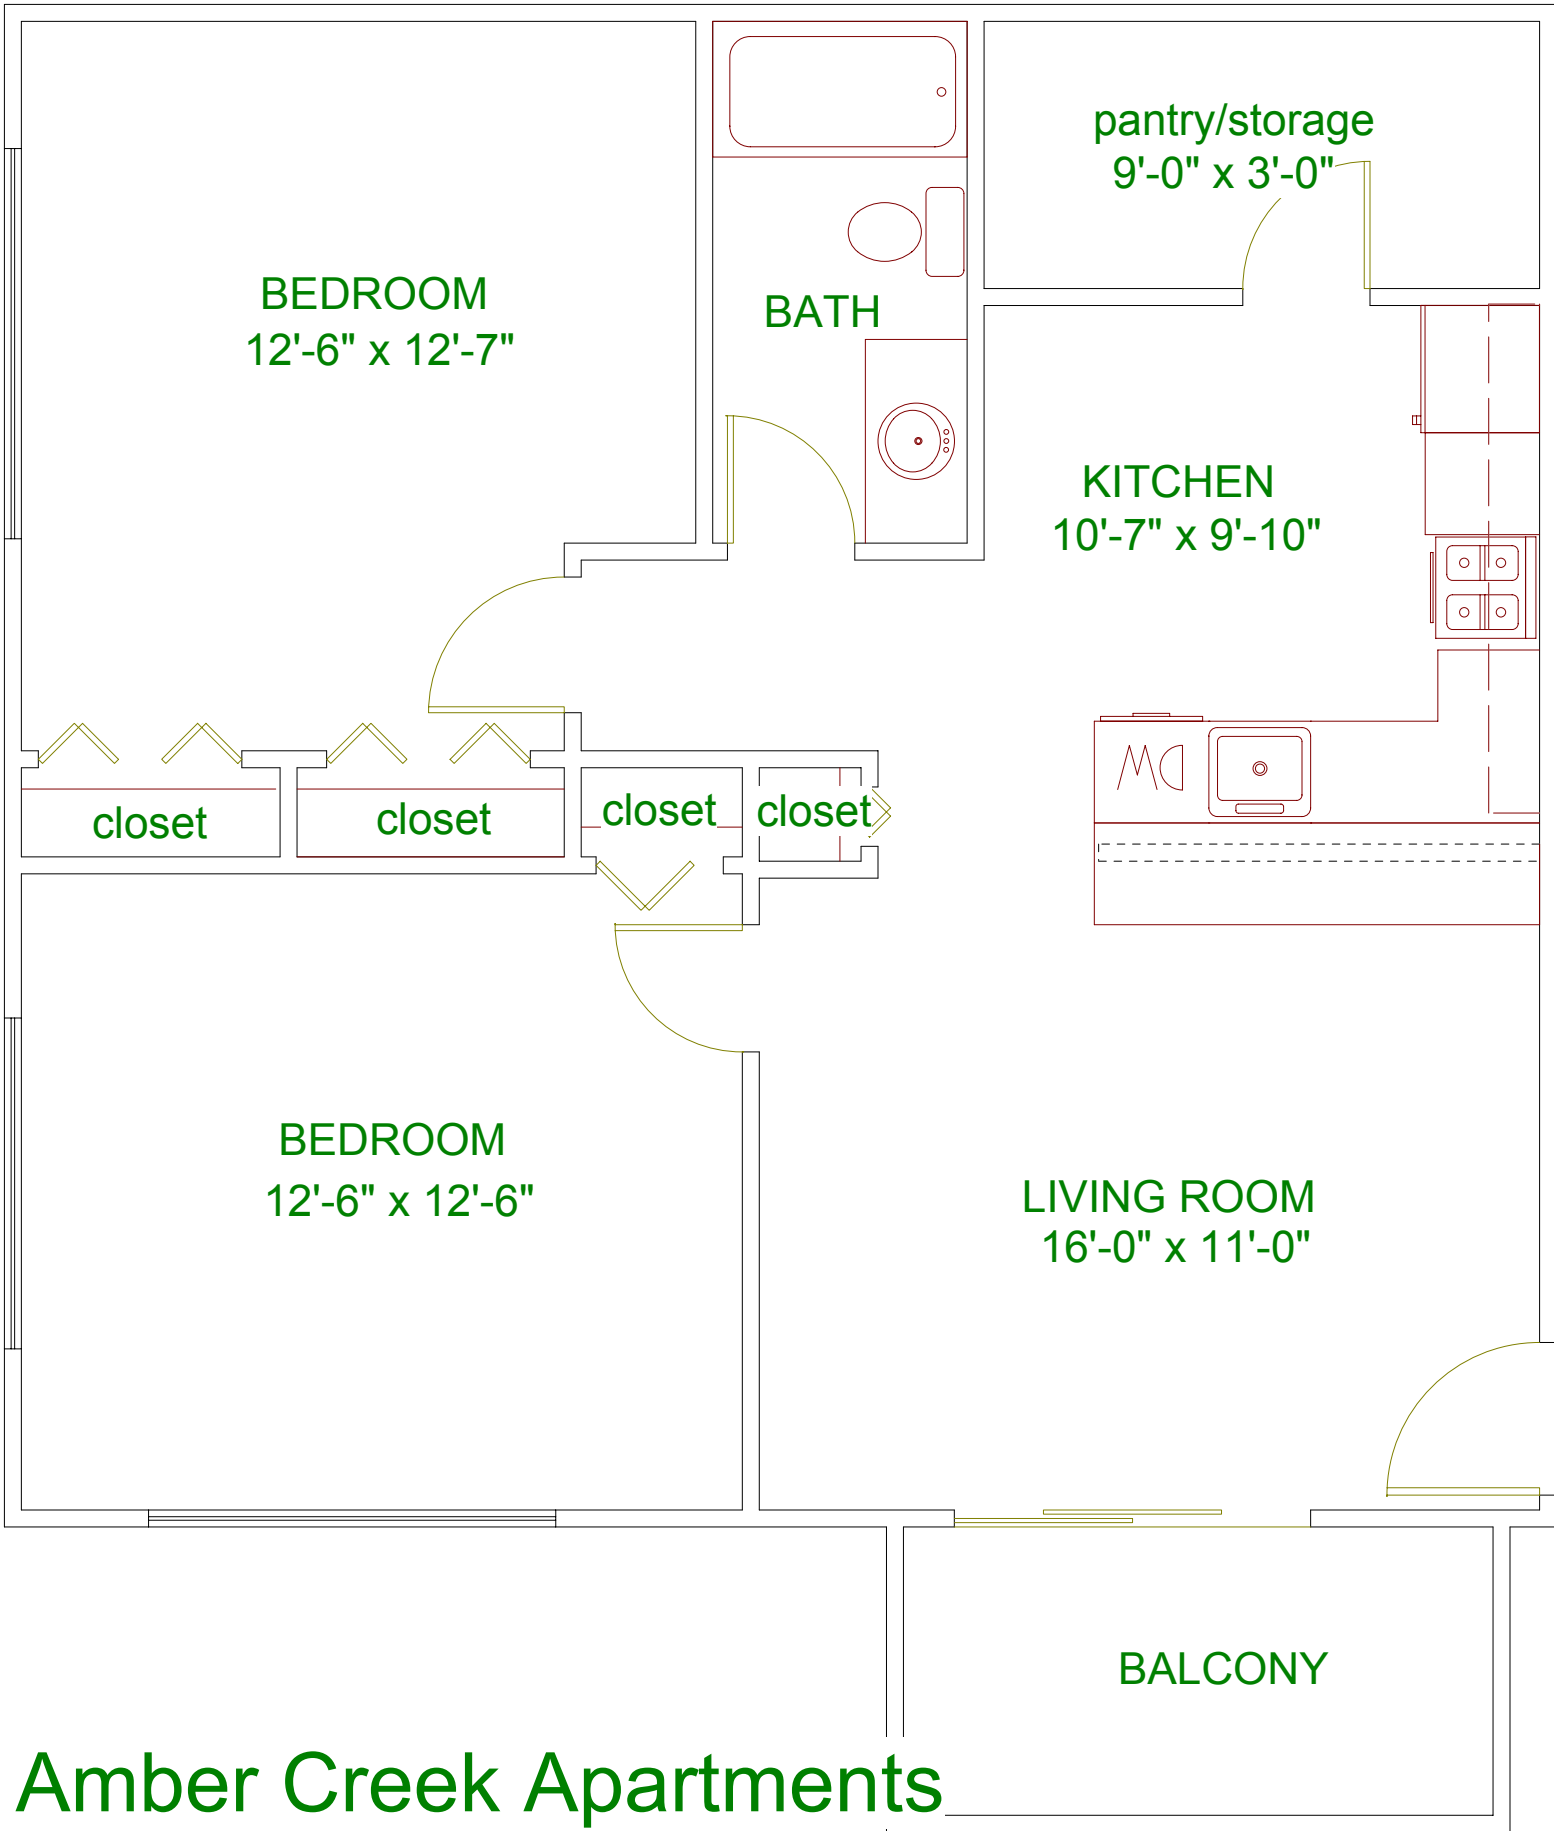 pantry/storage
9'-0" x 3'-0"
BEDROOM
12'-6" x 12'-7"
BATH
KITCHEN
10'-7" x 9'-10"
closet
closet
closet
closet
BEDROOM
12'-6" x 12'-6"
LIVING ROOM
16'-0" x 11'-0"
BALCONY
Amber Creek Apartments
DW